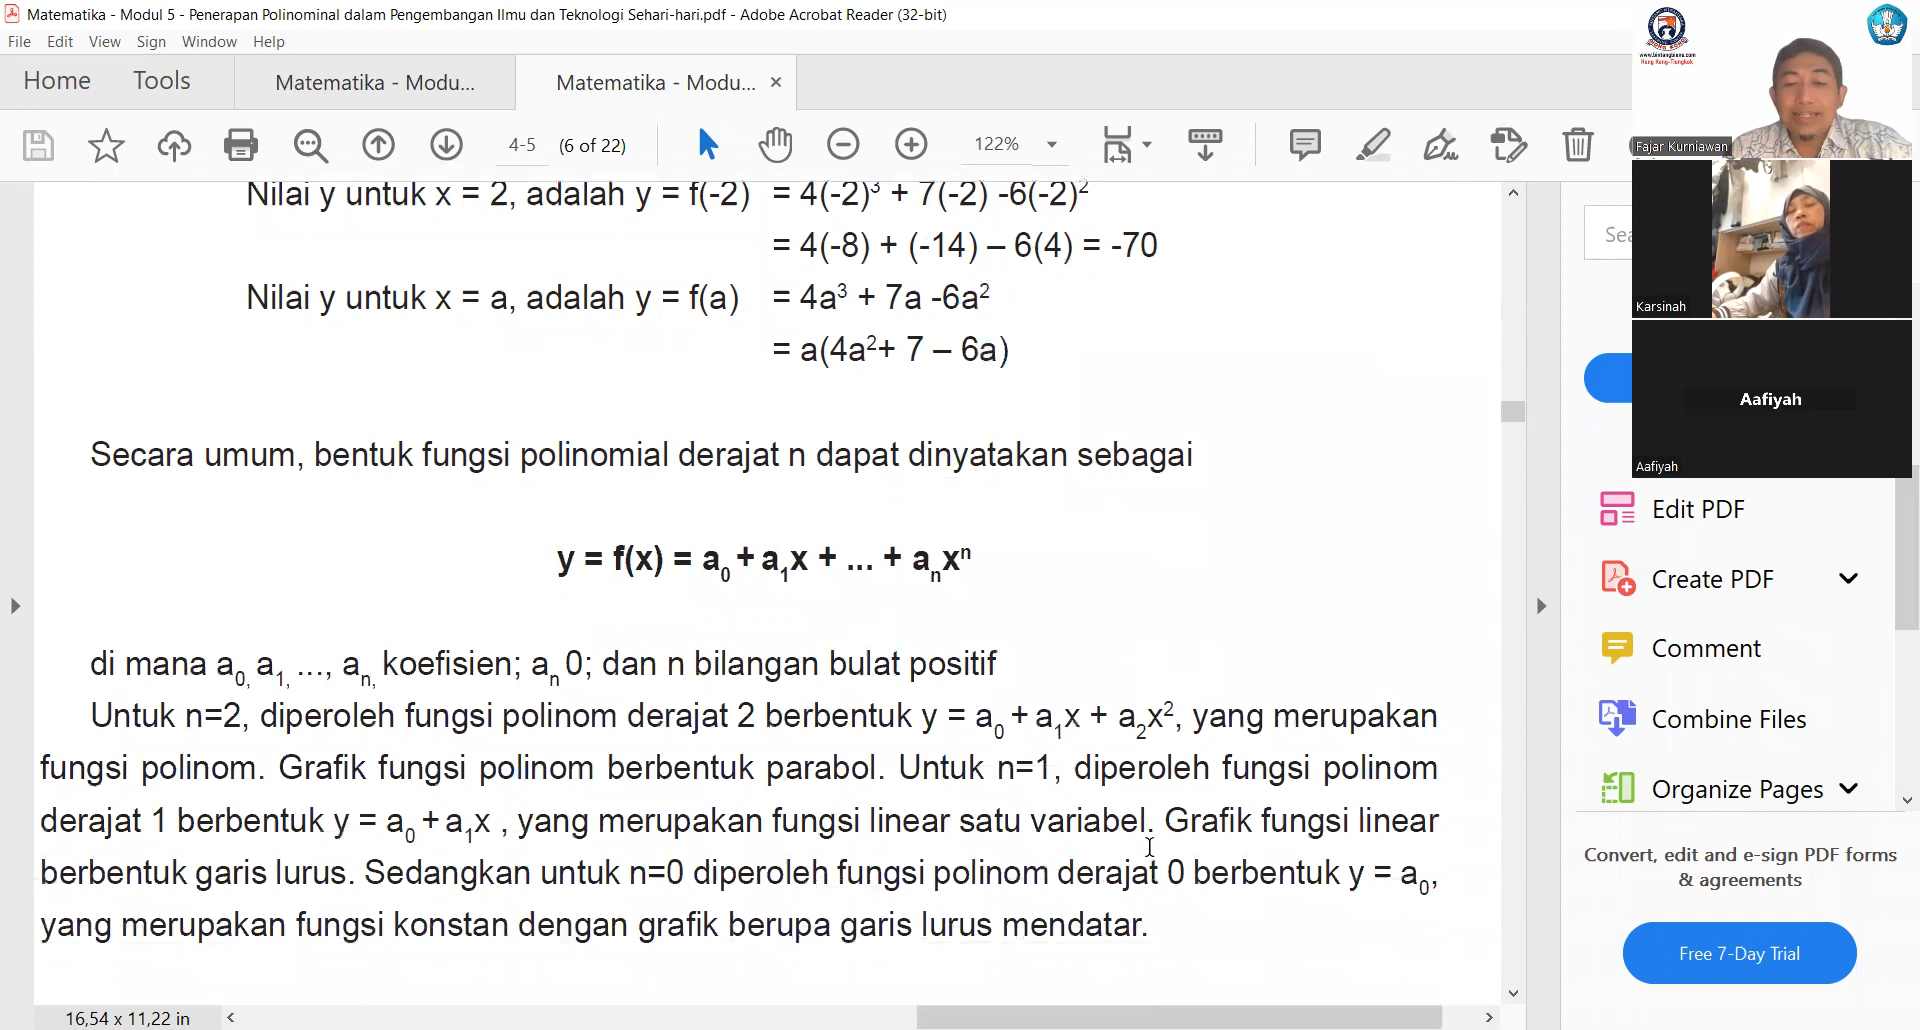 Matematika - Modul 5 - Penerapan Polinominal dalam Pengembangan Ilmu dan Teknologi Sehari-hari.pdf - Adobe Acrobat Reader (32-bit)
File Edit View Sign Window Help
Home Tools Matematika - Modu... Matematika - Modu... ×
4-5 (6 of 22) 122%
Nilai y untuk x = 2, adalah y = f(-2) = 4(-2)³ + 7(-2) -6(-2)²
= 4(-8) + (-14) – 6(4) = -70
Nilai y untuk x = a, adalah y = f(a) = 4a³ + 7a -6a²
= a(4a²+ 7 – 6a)
Secara umum, bentuk fungsi polinomial derajat n dapat dinyatakan sebagai
y = f(x) = a₀ + a₁x + ... + aₙxⁿ
di mana a₀, a₁, ..., aₙ, koefisien; aₙ 0; dan n bilangan bulat positif
Untuk n=2, diperoleh fungsi polinom derajat 2 berbentuk y = a₀ + a₁x + a₂x², yang merupakan
fungsi polinom. Grafik fungsi polinom berbentuk parabol. Untuk n=1, diperoleh fungsi polinom
derajat 1 berbentuk y = a₀ + a₁x , yang merupakan fungsi linear satu variabel. Grafik fungsi linear
berbentuk garis lurus. Sedangkan untuk n=0 diperoleh fungsi polinom derajat 0 berbentuk y = a₀,
yang merupakan fungsi konstan dengan grafik berupa garis lurus mendatar.
16,54 x 11,22 in
www.bintangbiena.com
Hong Kong-Tiongkok
Fajar Kurniawan
Sea
Karsinah
Aafiyah
Aafiyah
Edit PDF
Create PDF
Comment
Combine Files
Organize Pages
Convert, edit and e-sign PDF forms
& agreements
Free 7-Day Trial